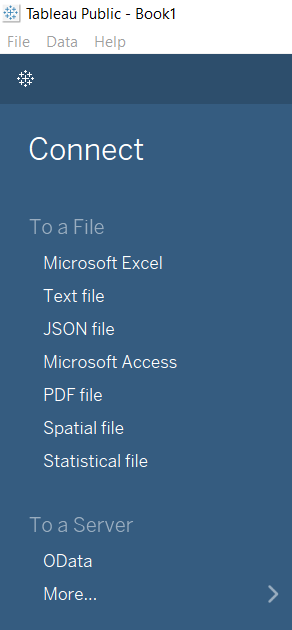 Tableau Public - Book1
File Data Help
Connect
To a File
Microsoft Excel
Text file
JSON file
Microsoft Access
PDF file
Spatial file
Statistical file
To a Server
OData
More...